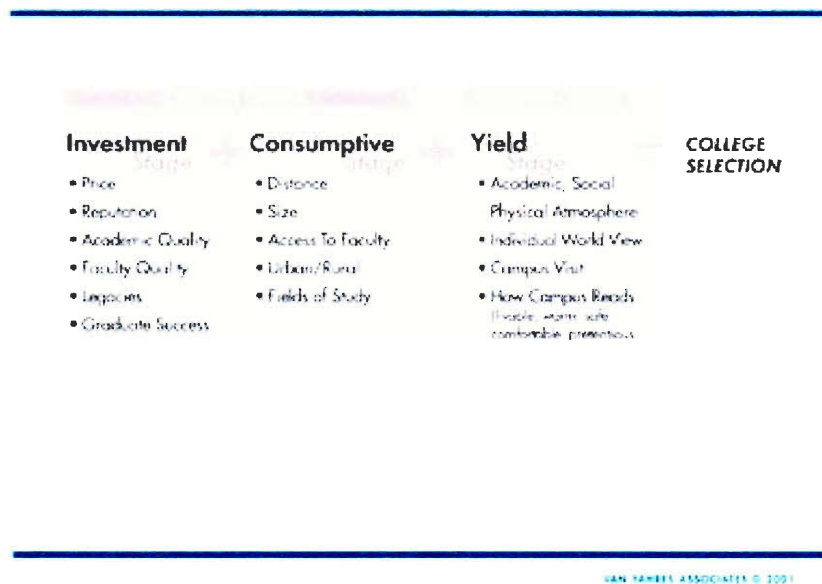 Investment
• Price
• Reputation
• Academic Quality
• Faculty Quality
• Legacies
• Graduate Success
Consumptive
• Distance
• Size
• Access To Faculty
• Urban/Rural
• Fields of Study
Yield
• Academic, Social
Physical Atmosphere
• Individual World View
• Campus Visit
• How Campus Reads
comfortable, pretentious
COLLEGE
SELECTION
Stage + Stage + Stage =
ASSOCIATES © 2001